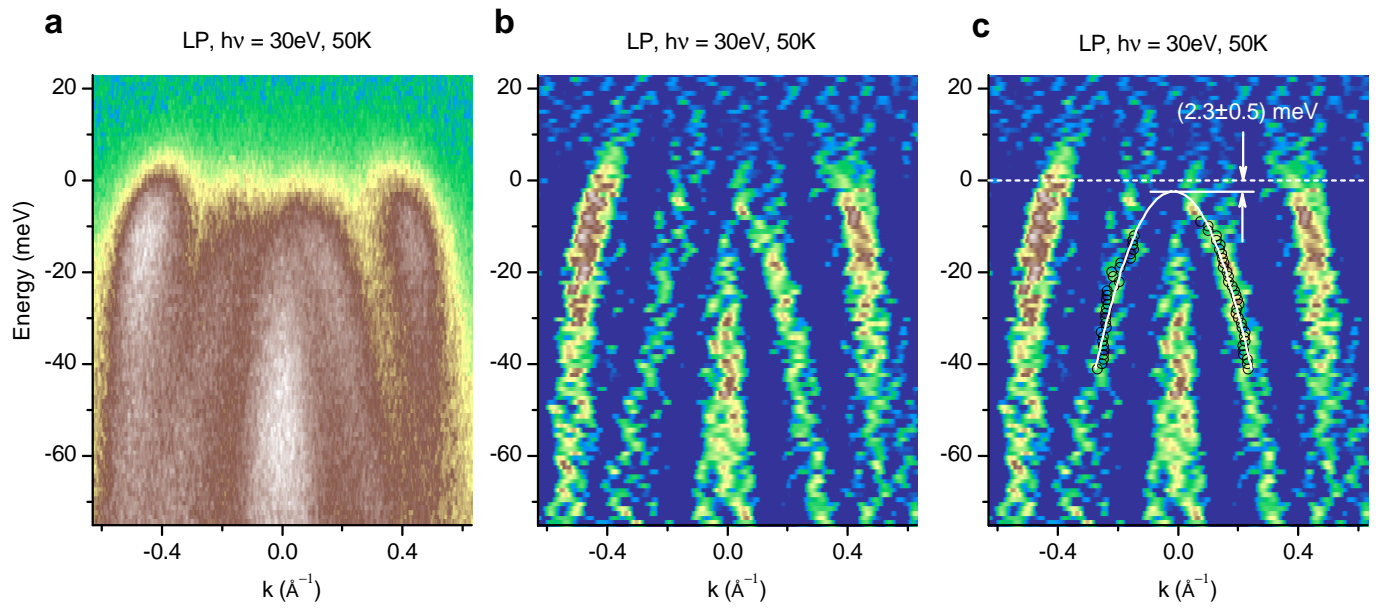 a
LP, hν = 30eV, 50K
20
0
-20
-40
-60
Energy (meV)
-0.4
0.0
0.4
k (Å⁻¹)
b
LP, hν = 30eV, 50K
20
0
-20
-40
-60
-0.4
0.0
0.4
k (Å⁻¹)
c
LP, hν = 30eV, 50K
(2.3±0.5) meV
20
0
-20
-40
-60
-0.4
0.0
0.4
k (Å⁻¹)